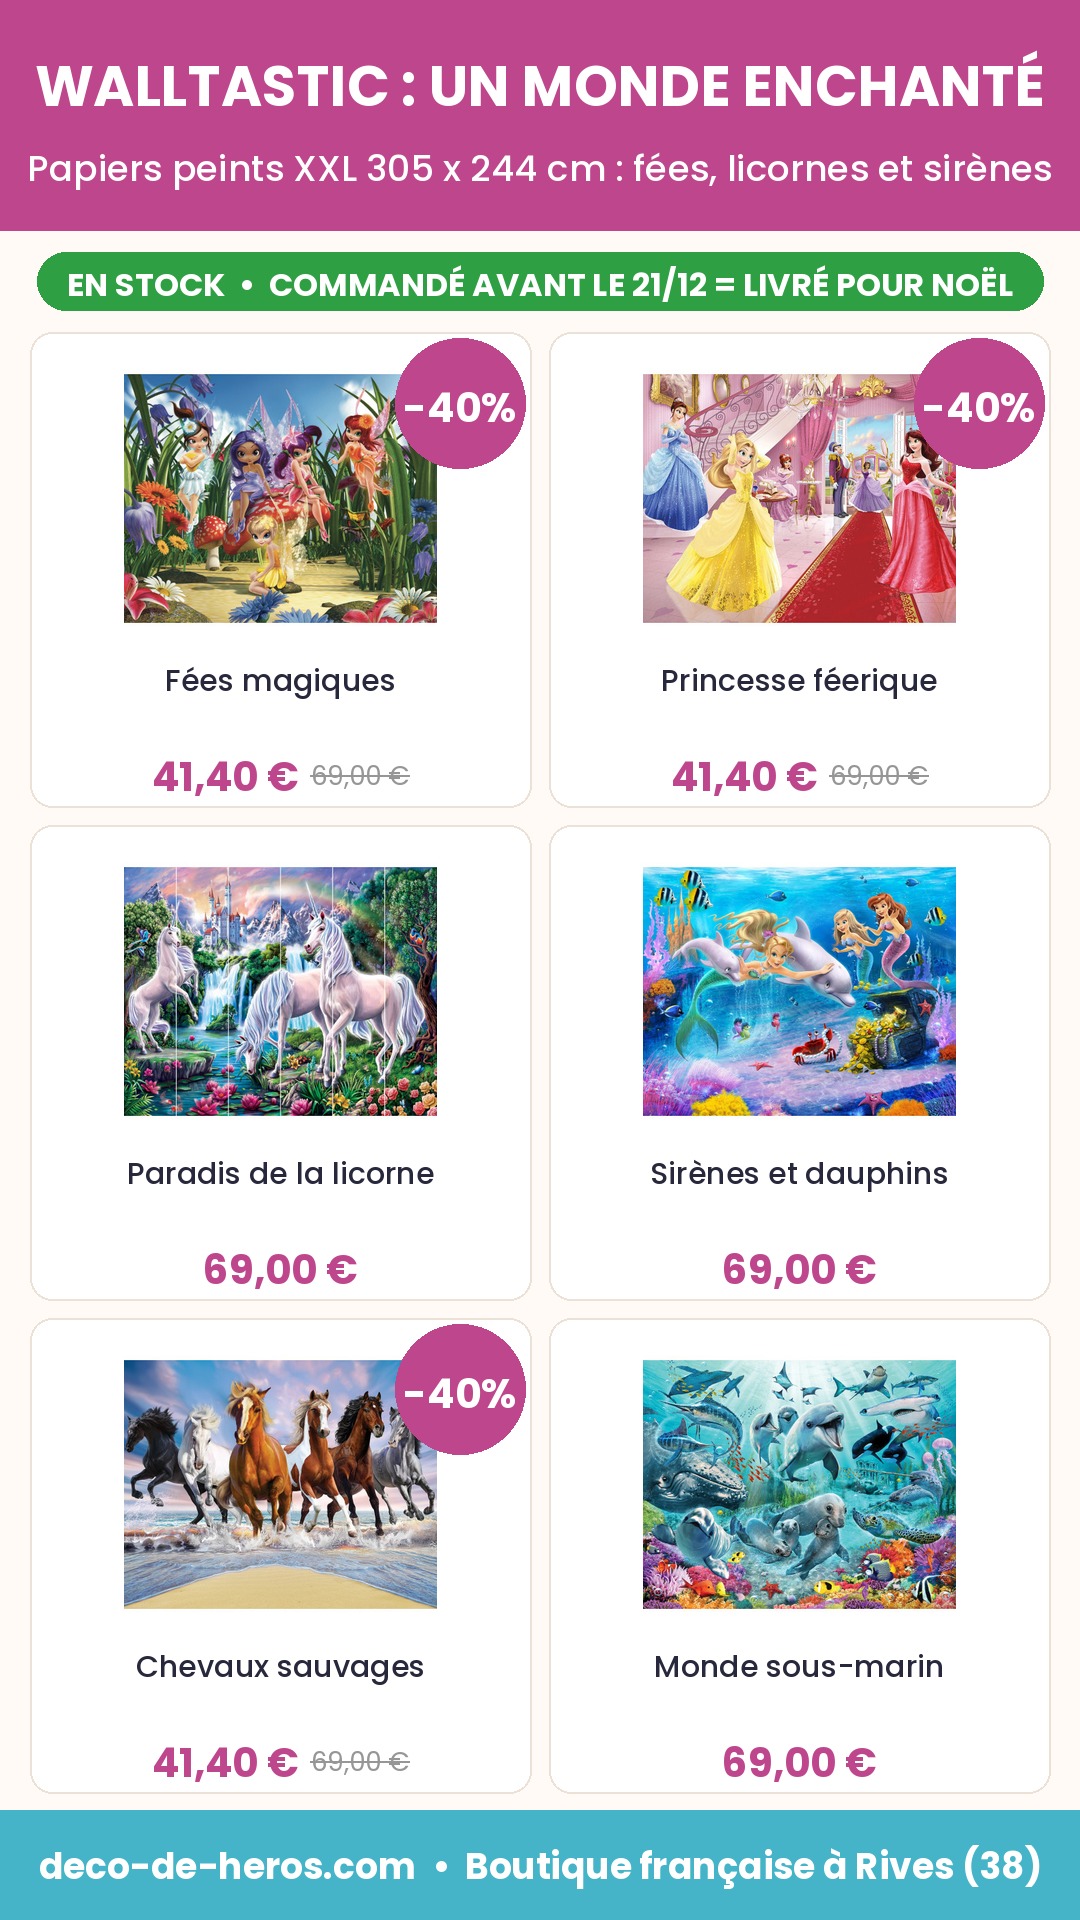 WALLTASTIC : UN MONDE ENCHANTÉ
Papiers peints XXL 305 x 244 cm : fées, licornes et sirènes
EN STOCK • COMMANDÉ AVANT LE 21/12 = LIVRÉ POUR NOËL
-40%
Fées magiques
41,40 € 69,00 €
-40%
Princesse féerique
41,40 € 69,00 €
Paradis de la licorne
69,00 €
Sirènes et dauphins
69,00 €
-40%
Chevaux sauvages
41,40 € 69,00 €
Monde sous-marin
69,00 €
deco-de-heros.com • Boutique française à Rives (38)